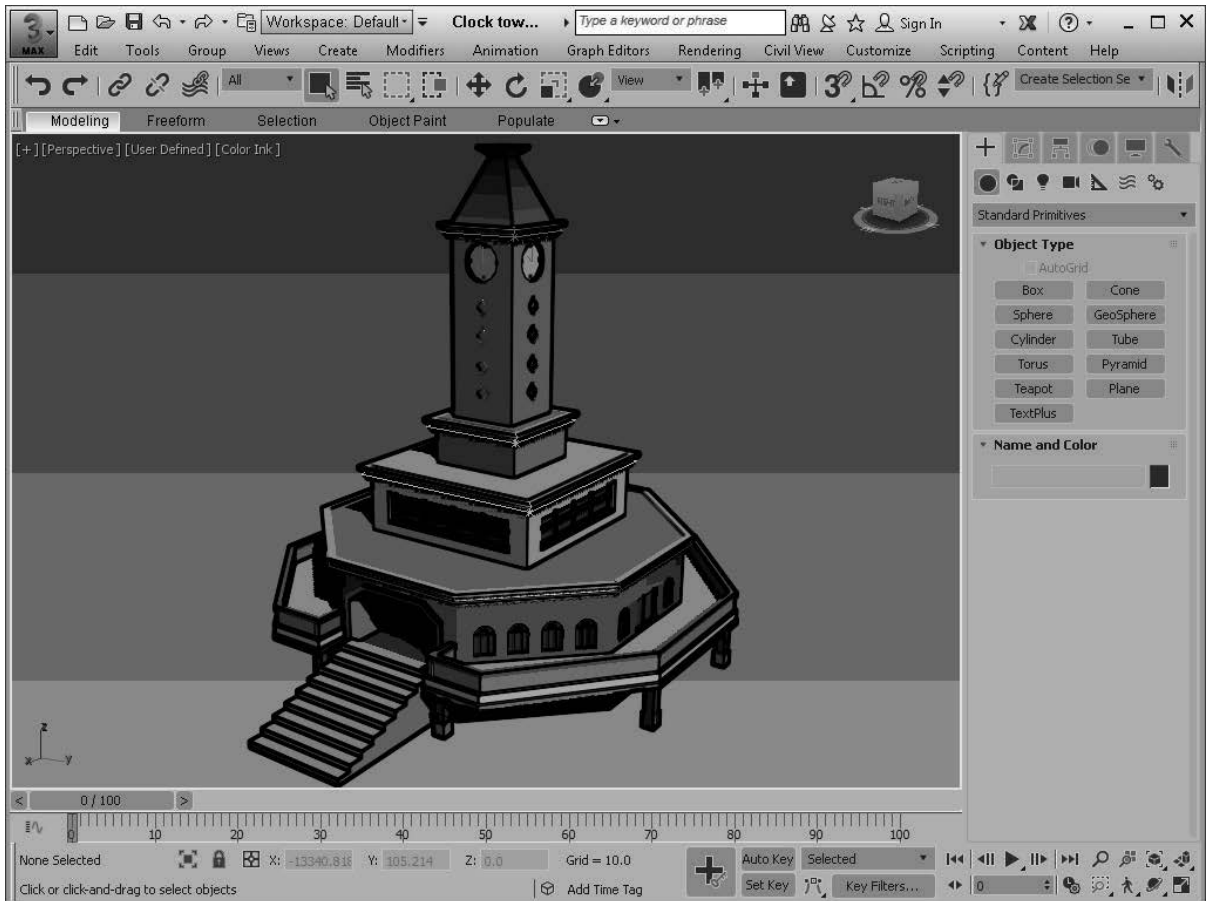 3
MAX
Workspace: Default
Clock tow...
Type a keyword or phrase
Sign In
Edit Tools Group Views Create Modifiers Animation Graph Editors Rendering Civil View Customize Scripting Content Help
All
View
3
Create Selection Se
Modeling Freeform Selection Object Paint Populate
[+] [Perspective] [User Defined] [Color Ink]
RIGHT
Standard Primitives
Object Type
AutoGrid
Box Cone
Sphere GeoSphere
Cylinder Tube
Torus Pyramid
Teapot Plane
TextPlus
Name and Color
z
x
y
< 0 / 100 >
0 10 20 30 40 50 60 70 80 90 100
None Selected X: -13340.818 Y: 105.214 Z: 0.0 Grid = 10.0 Auto Key Selected
Click or click-and-drag to select objects Add Time Tag Set Key Key Filters... 0